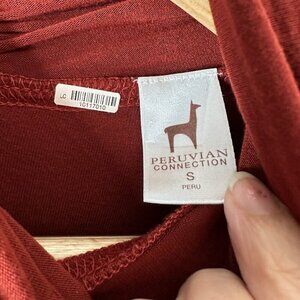 LC
10117010
PERUVIAN
CONNECTION
S
PERU